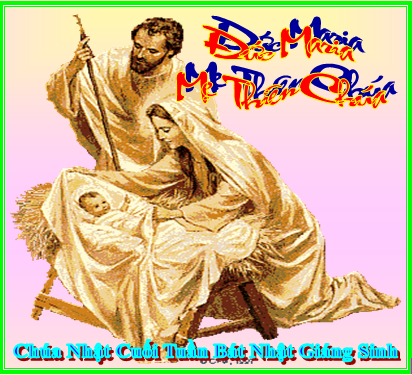 Đức Maria
Mẹ Thiên Chúa
Chúa Nhật Cuối Tuần Bát Nhật Giáng Sinh